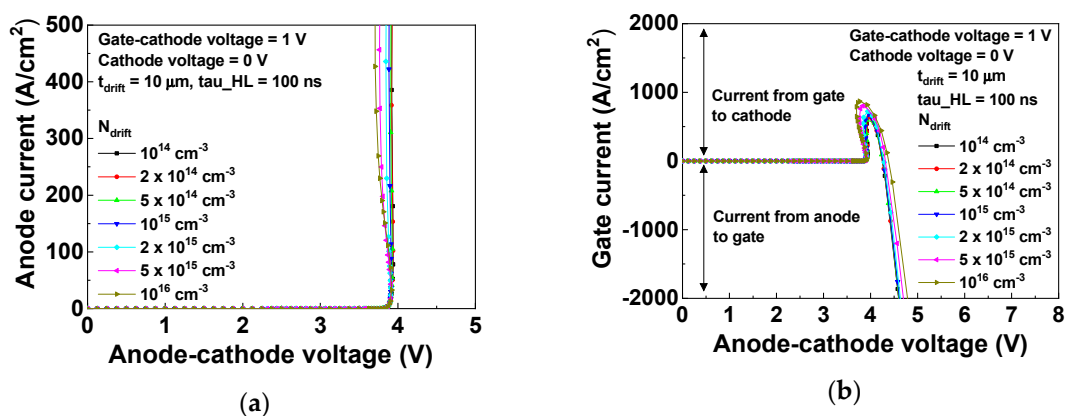 Anode current (A/cm²)
500
400
300
200
100
0
Gate-cathode voltage = 1 V
Cathode voltage = 0 V
t_drift = 10 μm, tau_HL = 100 ns
N_drift
10¹⁴ cm⁻³
2 x 10¹⁴ cm⁻³
5 x 10¹⁴ cm⁻³
10¹⁵ cm⁻³
2 x 10¹⁵ cm⁻³
5 x 10¹⁵ cm⁻³
10¹⁶ cm⁻³
0 1 2 3 4 5
Anode-cathode voltage (V)
(a)
Gate current (A/cm²)
2000
1000
0
-1000
-2000
Gate-cathode voltage = 1 V
Cathode voltage = 0 V
t_drift = 10 μm
tau_HL = 100 ns
N_drift
10¹⁴ cm⁻³
2 x 10¹⁴ cm⁻³
5 x 10¹⁴ cm⁻³
10¹⁵ cm⁻³
2 x 10¹⁵ cm⁻³
5 x 10¹⁵ cm⁻³
10¹⁶ cm⁻³
Current from gate
to cathode
Current from anode
to gate
0 1 2 3 4 5 6 7 8
Anode-cathode voltage (V)
(b)